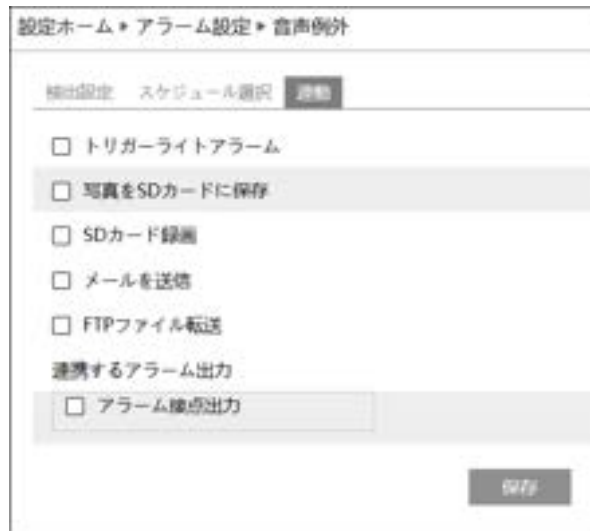 設定ホーム ▸ アラーム設定 ▸ 音声例外
検出設定 スケジュール選択 連動
トリガーライトアラーム
写真をSDカードに保存
SDカード録画
メールを送信
FTPファイル転送
連携するアラーム出力
アラーム接点出力
保存